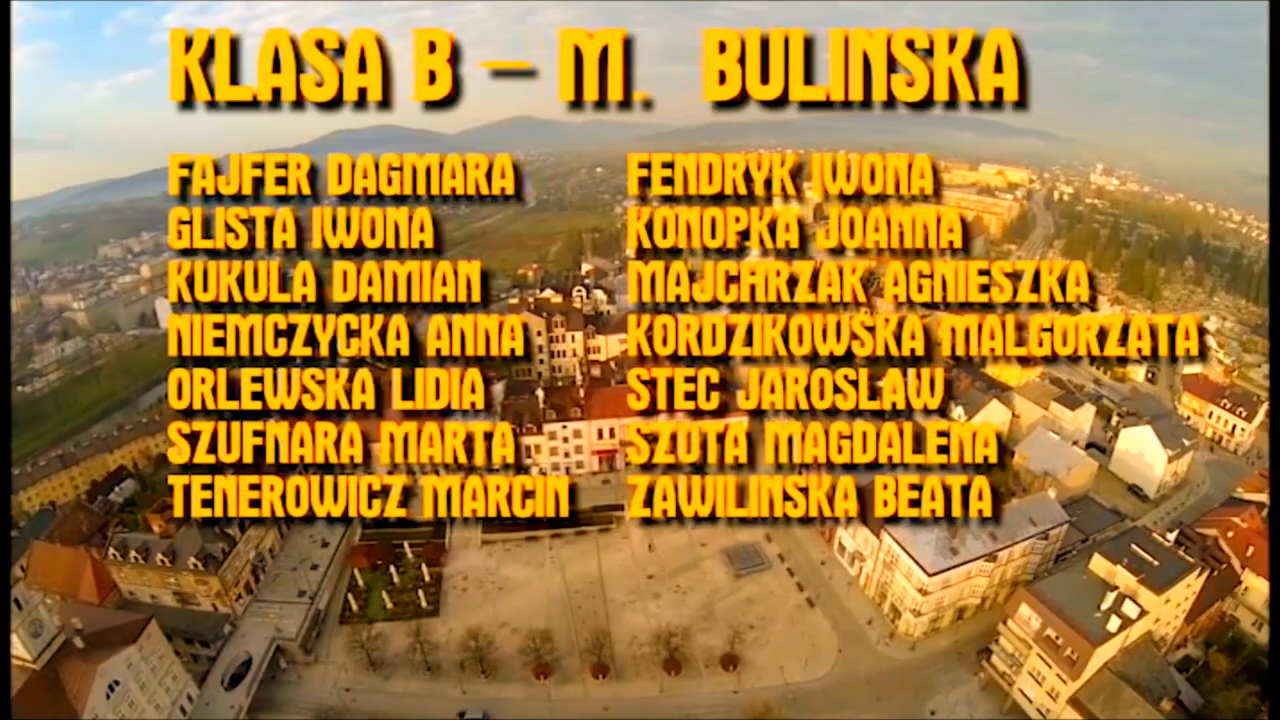 KLASA B – M. BULINSKA
FAJFER DAGMARA
GLISTA IWONA
KUKULA DAMIAN
NIEMCZYCKA ANNA
ORLEWSKA LIDIA
SZUFNARA MARTA
TENEROWICZ MARCIN
FENDRYK IWONA
KONOPKA JOANNA
MAJCHRZAK AGNIESZKA
KORDZIKOWSKA MALGORZATA
STEC JAROSLAW
SZOTA MAGDALENA
ZAWILINSKA BEATA